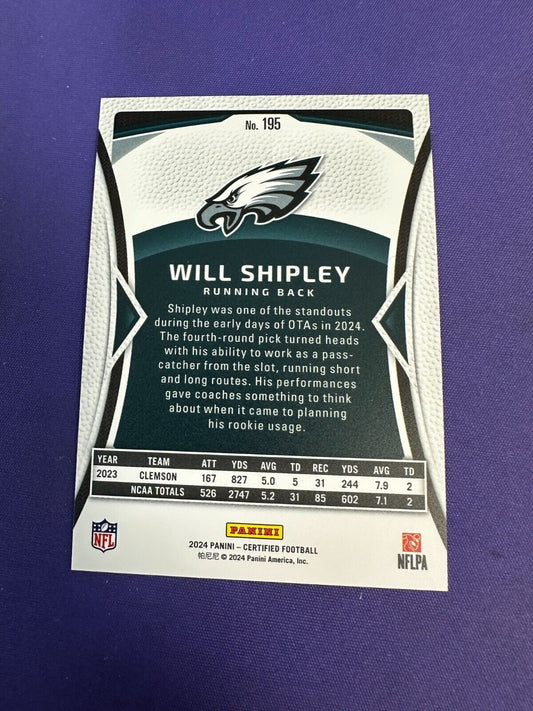 No. 195
WILL SHIPLEY
RUNNING BACK
Shipley was one of the standouts
during the early days of OTAs in 2024.
The fourth-round pick turned heads
with his ability to work as a pass-
catcher from the slot, running short
and long routes. His performances
gave coaches something to think
about when it came to planning
his rookie usage.
YEAR TEAM ATT YDS AVG TD REC YDS AVG TD
2023 CLEMSON 167 827 5.0 5 31 244 7.9 2
NCAA TOTALS 526 2747 5.2 31 85 602 7.1 2
NFL
PANINI
2024 PANINI – CERTIFIED FOOTBALL
帕尼尼 © 2024 Panini America, Inc.
NFLPA